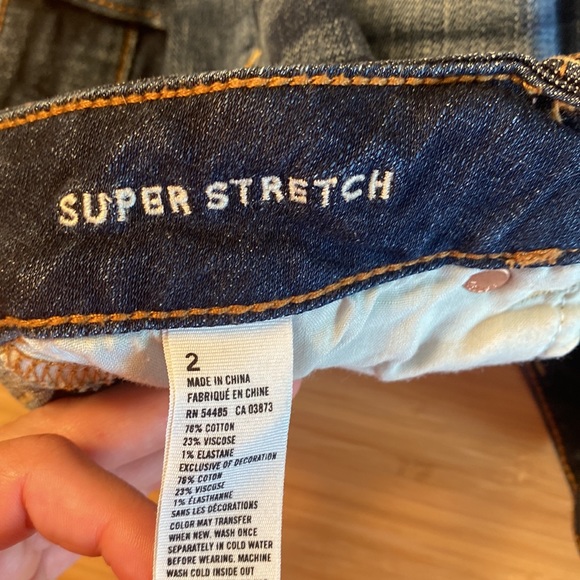 SUPER STRETCH
2
MADE IN CHINA
FABRIQUÉ EN CHINE
RN 54485 CA 03873
76% COTTON
23% VISCOSE
1% ELASTANE
EXCLUSIVE OF DECORATION
76% COTON
23% VISCOSE
1% ÉLASTHANNE
SANS LES DÉCORATIONS
COLOR MAY TRANSFER
WHEN NEW. WASH ONCE
SEPARATELY IN COLD WATER
BEFORE WEARING. MACHINE
WASH COLD INSIDE OUT